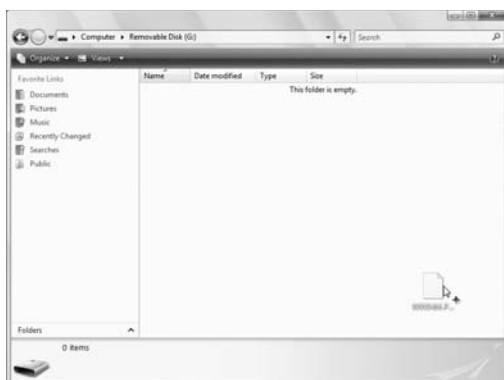 Computer ▸ Removable Disk (G:)
Search
Organize
Views
Favorite Links
Documents
Pictures
Music
Recently Changed
Searches
Public
Folders
Name Date modified Type Size
This folder is empty.
0 items